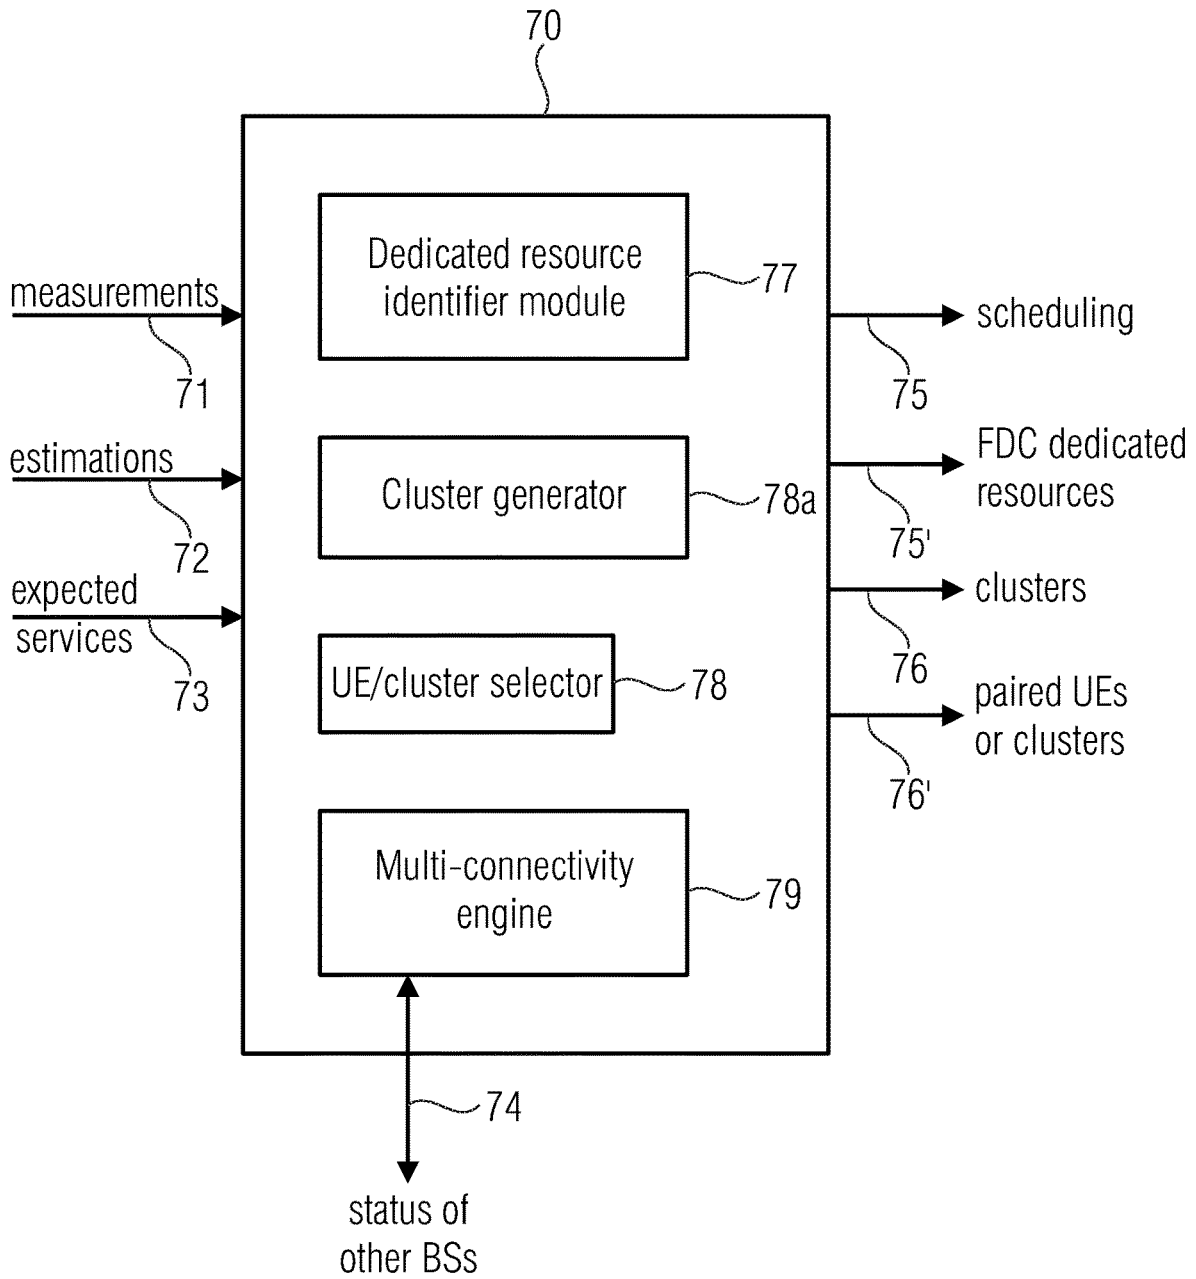 70
Dedicated resource
identifier module
77
measurements
71
scheduling
75
estimations
72
Cluster generator
78a
FDC dedicated
resources
75'
expected
services
73
UE/cluster selector
78
clusters
76
paired UEs
or clusters
76'
Multi-connectivity
engine
79
74
status of
other BSs